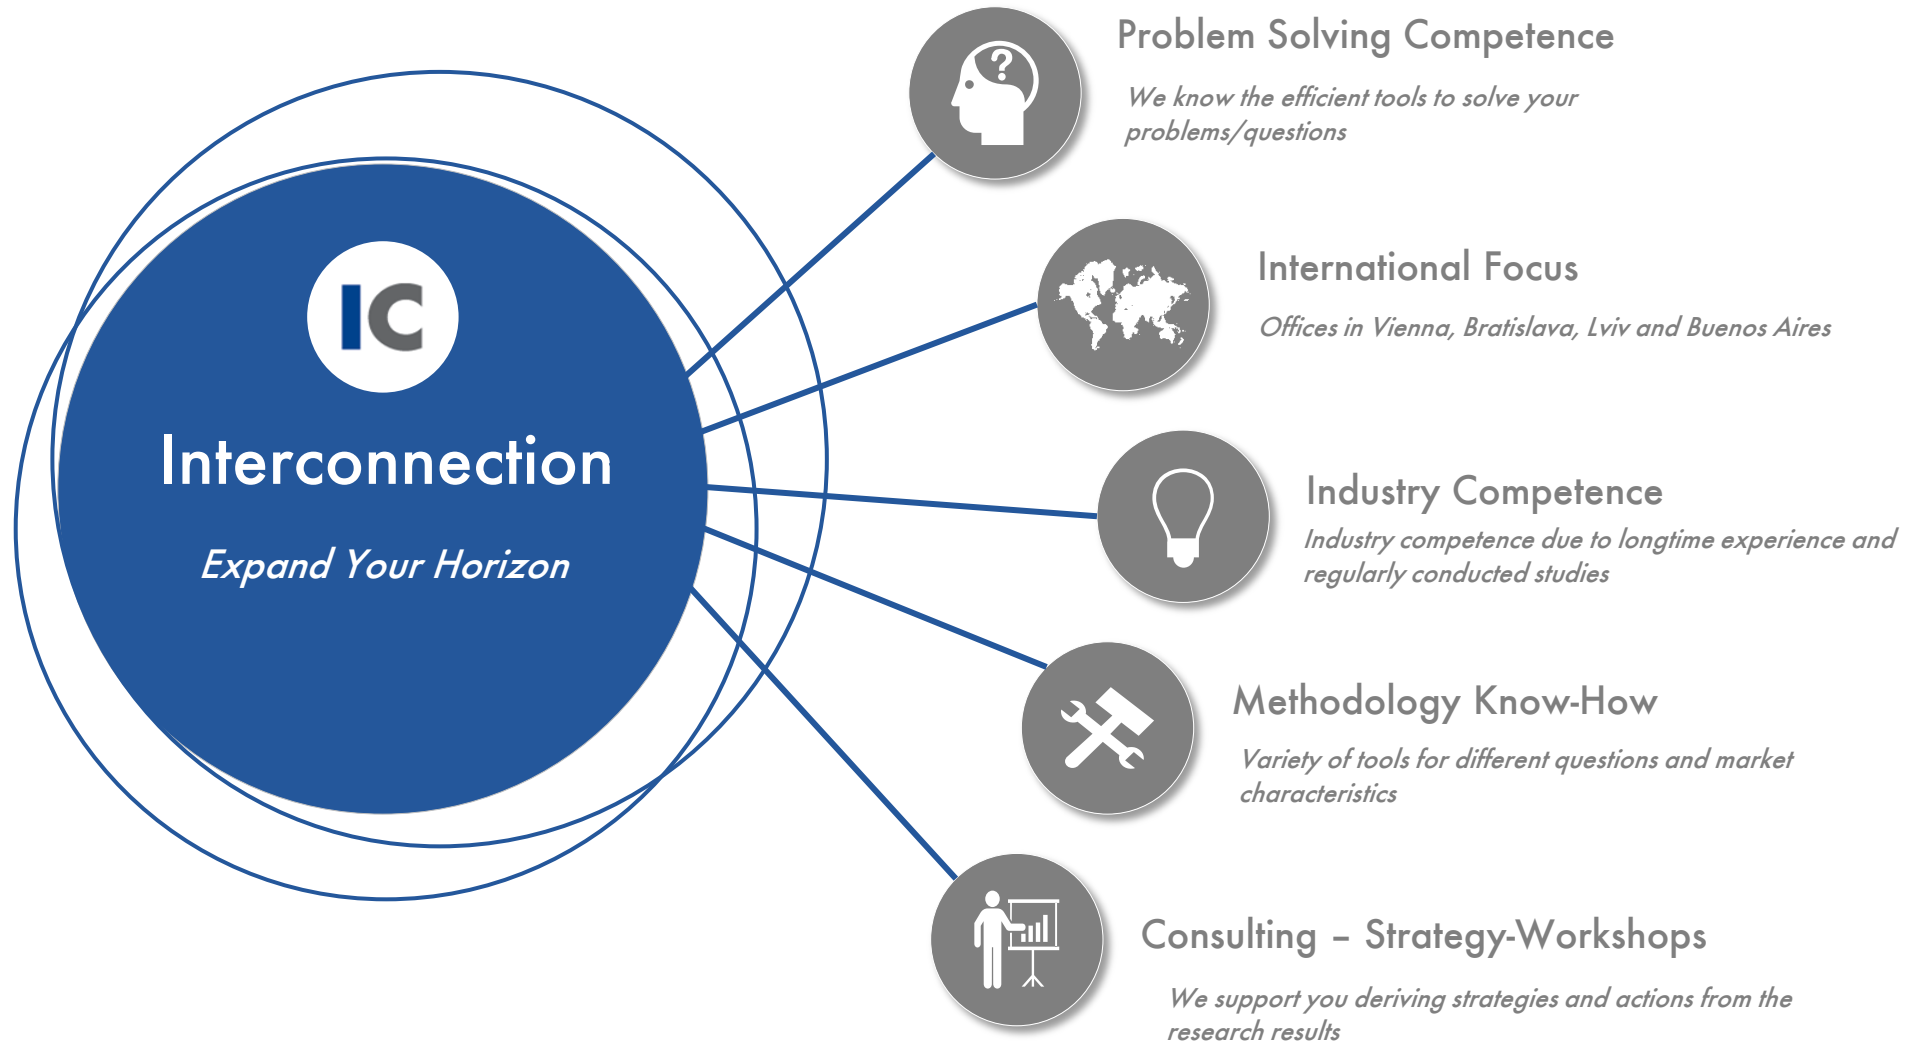 IC
Interconnection
Expand Your Horizon
Problem Solving Competence
We know the efficient tools to solve your
problems/questions
?
International Focus
Offices in Vienna, Bratislava, Lviv and Buenos Aires
Industry Competence
Industry competence due to longtime experience and
regularly conducted studies
Methodology Know-How
Variety of tools for different questions and market
characteristics
Consulting – Strategy-Workshops
We support you deriving strategies and actions from the
research results